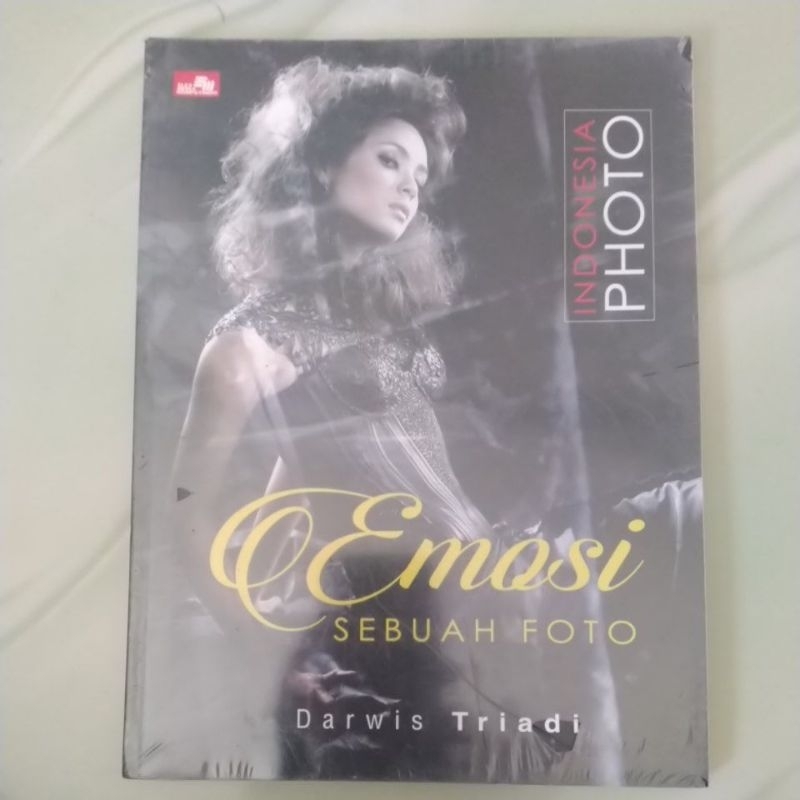 INDONESIA
PHOTO
Emosi
SEBUAH FOTO
Darwis Triadi